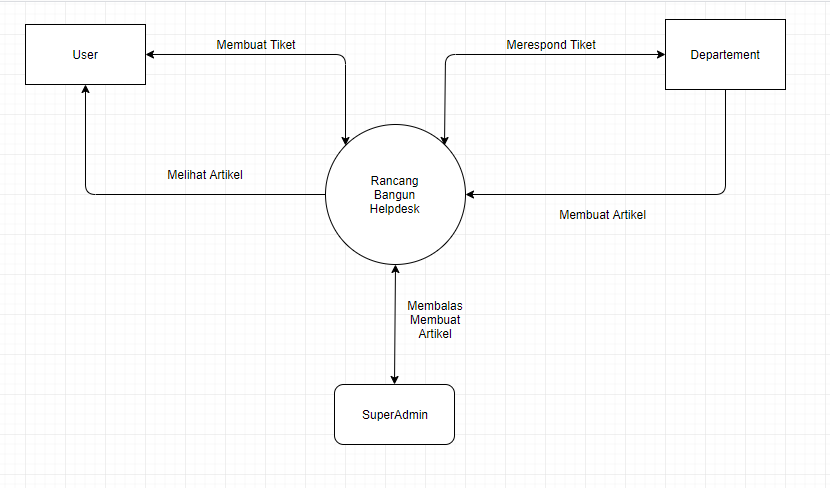 User
Membuat Tiket
Merespond Tiket
Departement
Melihat Artikel
Rancang
Bangun
Helpdesk
Membuat Artikel
Membalas
Membuat
Artikel
SuperAdmin